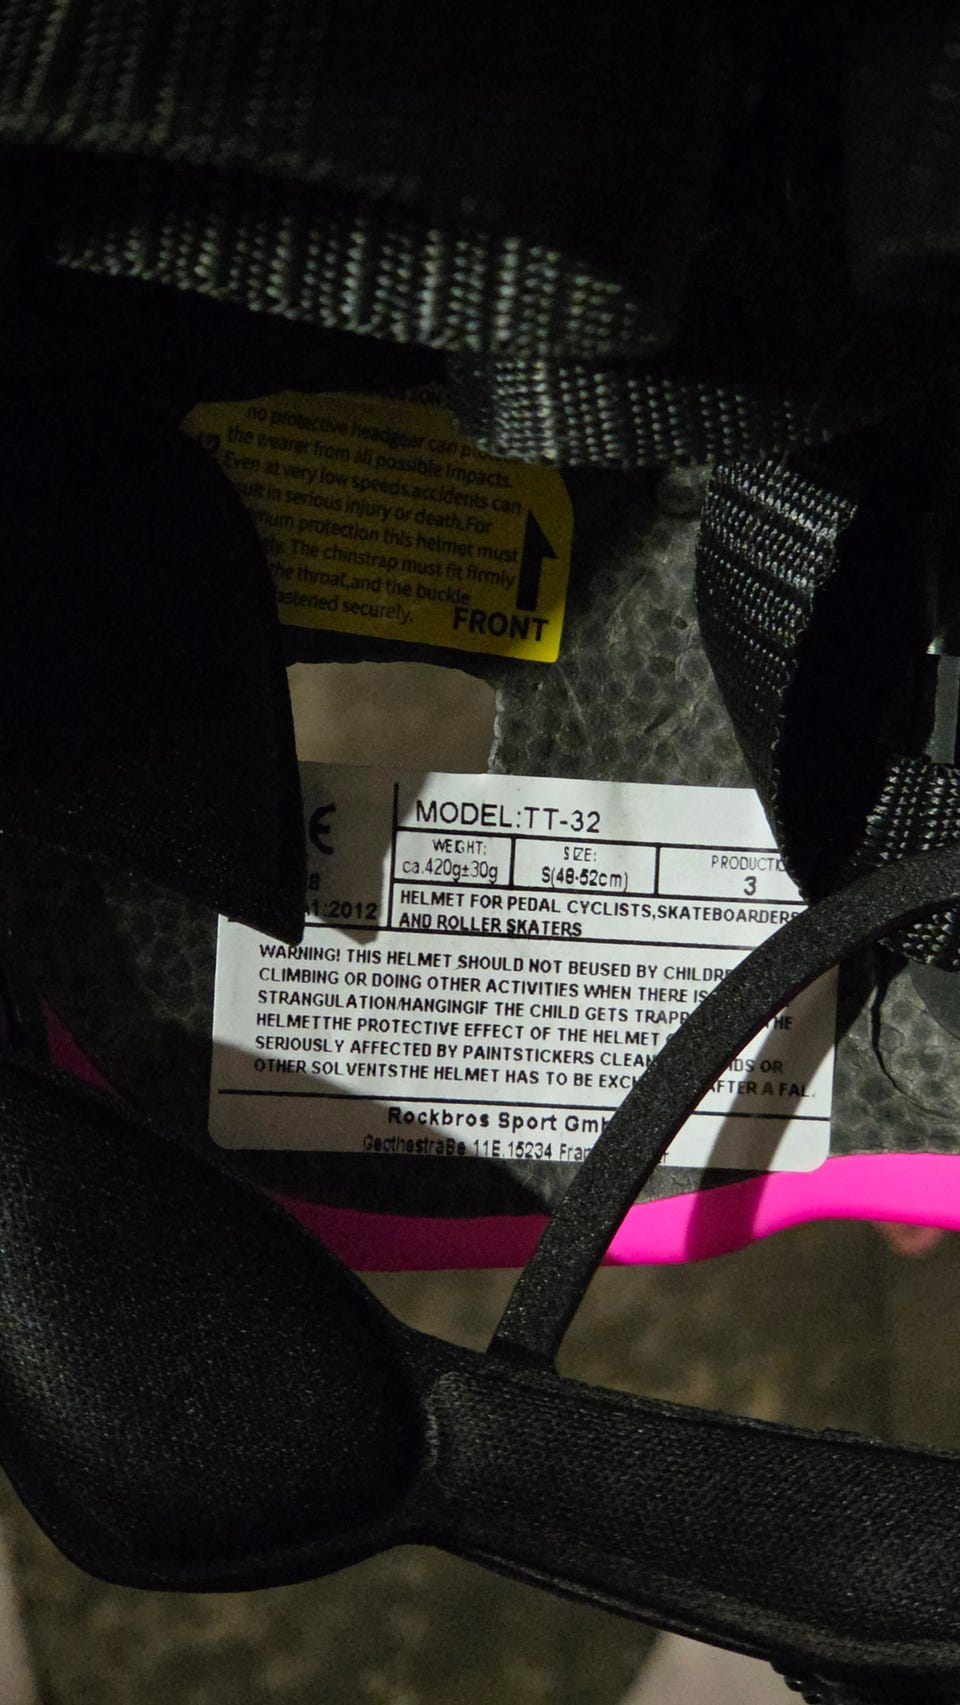 no protective headgear can
the wearer from all possible impacts.
Even at very low speeds.accidents can
in serious injury or death.For
protection this helmet must
The chinstrap must fit firmly
the throat,and the buckle
fastened securely.
FRONT
CE
MODEL:TT-32
WEIGHT:
ca.420g±30g
SIZE:
S(48-52cm)
3
A1:2012
HELMET FOR PEDAL CYCLISTS,SKATEBOARDERS
AND ROLLER SKATERS
WARNING! THIS HELMET SHOULD NOT BEUSED BY
CLIMBING OR DOING OTHER ACTIVITIES WHEN THERE IS
STRANGULATION/HANGINGIF THE CHILD GETS
HELMETTHE PROTECTIVE EFFECT OF THE HELMET
SERIOUSLY AFFECTED BY PAINTSTICKERS OR
OTHER SOLVENTSTHE HELMET HAS TO BE AFTER A FAL.
Rockbros Sport
GeothestraBe 11E,15234